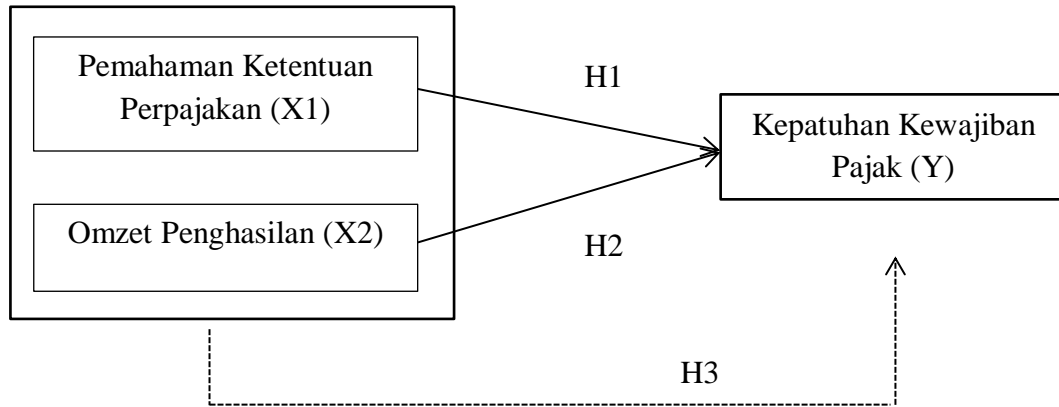 Pemahaman Ketentuan
Perpajakan (X1)
H1
Kepatuhan Kewajiban
Pajak (Y)
Omzet Penghasilan (X2)
H2
H3